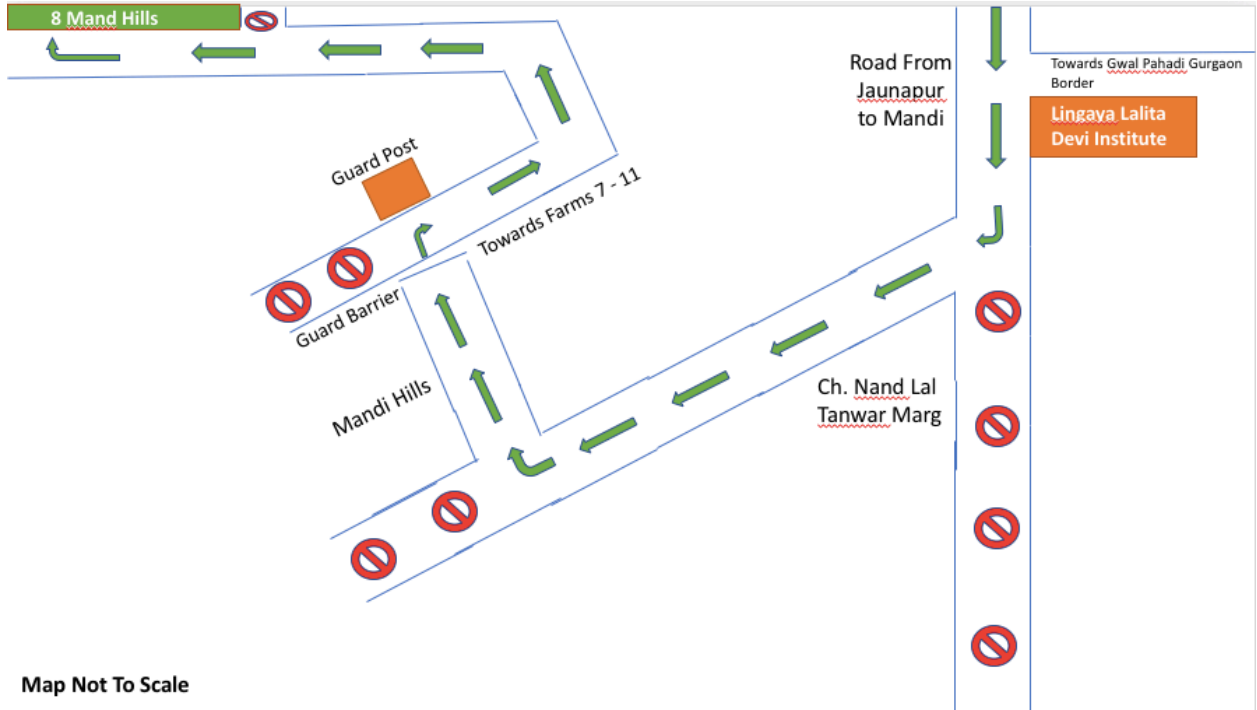 8 Mand Hills
Road From
Jaunapur
to Mandi
Towards Gwal Pahadi Gurgaon
Border
Lingaya Lalita
Devi Institute
Guard Post
Towards Farms 7 - 11
Guard Barrier
Mandi Hills
Ch. Nand Lal
Tanwar Marg
Map Not To Scale